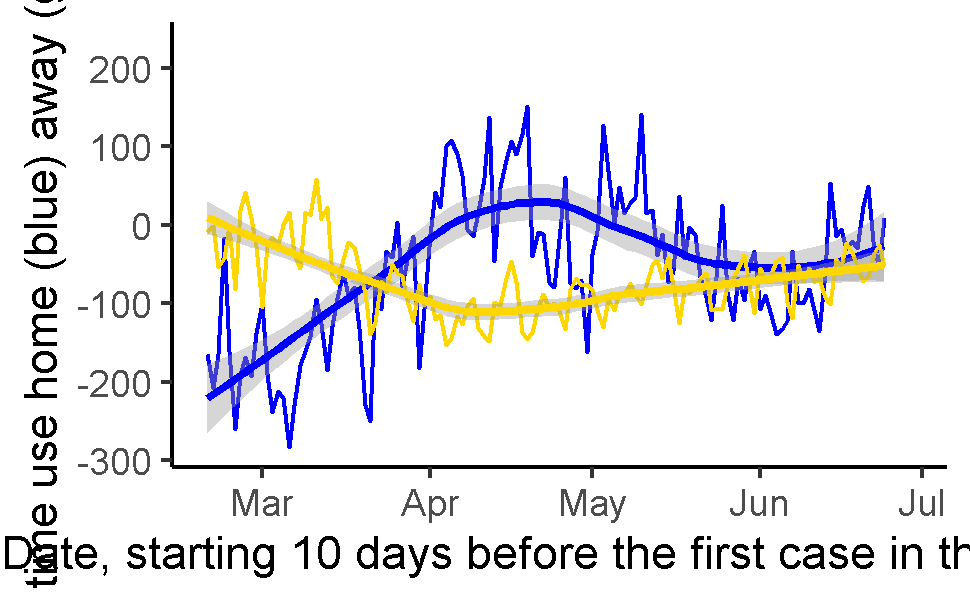 time use home (blue) away (
200
100
0
-100
-200
-300
Mar Apr May Jun Jul
Date, starting 10 days before the first case in th